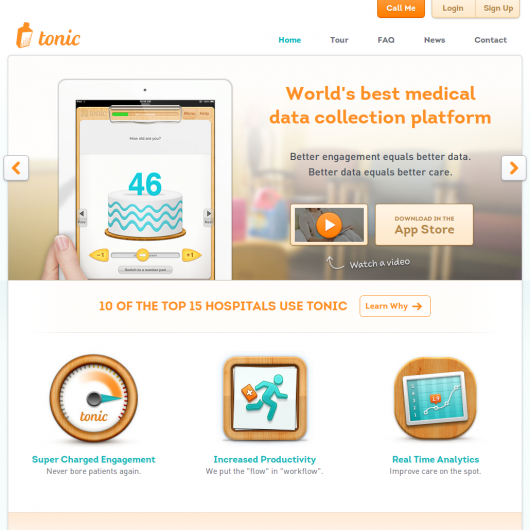 Call Me
Login
Sign Up
tonic
Home
Tour
FAQ
News
Contact
World's best medical
data collection platform
Better engagement equals better data.
Better data equals better care.
How old are you?
46
-1
+1
Switch to a number pad
Menu
Help
DOWNLOAD IN THE
App Store
Watch a video
10 OF THE TOP 15 HOSPITALS USE TONIC
Learn Why
tonic
Super Charged Engagement
Never bore patients again.
Increased Productivity
We put the "flow" in "workflow".
Real Time Analytics
Improve care on the spot.